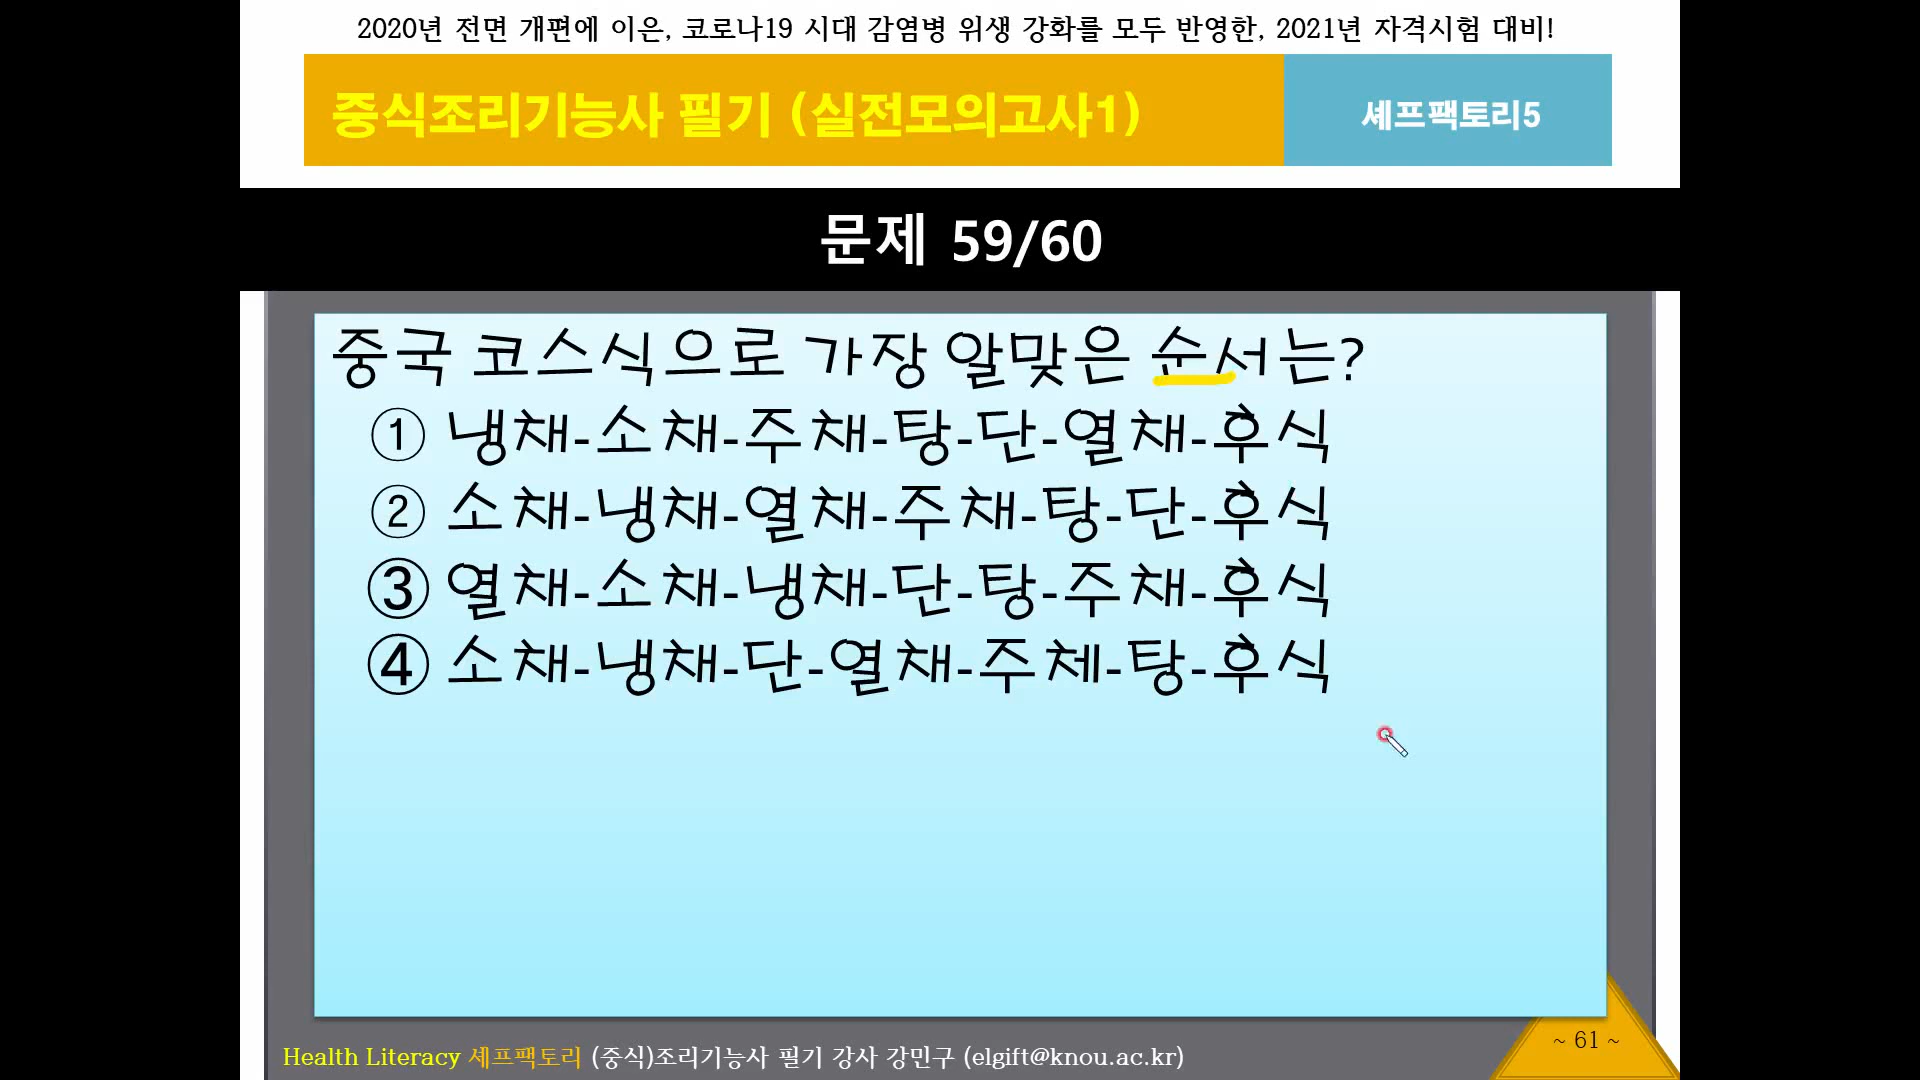 2020년 전면 개편에 이은, 코로나19 시대 감염병 위생 강화를 모두 반영한, 2021년 자격시험 대비!
중식조리기능사 필기 (실전모의고사1)
셰프팩토리5
문제 59/60
중국 코스식으로 가장 알맞은 순서는?
① 냉채-소채-주채-탕-단-열채-후식
② 소채-냉채-열채-주채-탕-단-후식
③ 열채-소채-냉채-단-탕-주채-후식
④ 소채-냉채-단-열채-주체-탕-후식
~ 61 ~
Health Literacy 셰프팩토리 (중식)조리기능사 필기 강사 강민구 (elgift@knou.ac.kr)